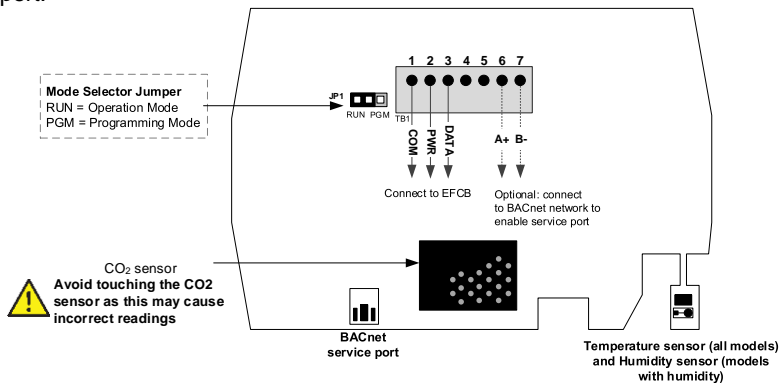 port.
Mode Selector Jumper
RUN = Operation Mode
PGM = Programming Mode
JP1
RUN PGM
1 2 3 4 5 6 7
TB1
COM
PWR
DATA
A+ B-
Connect to EFCB
Optional: connect
to BACnet network to
enable service port
CO₂ sensor
Avoid touching the CO2
sensor as this may cause
incorrect readings
BACnet
service port
Temperature sensor (all models)
and Humidity sensor (models
with humidity)